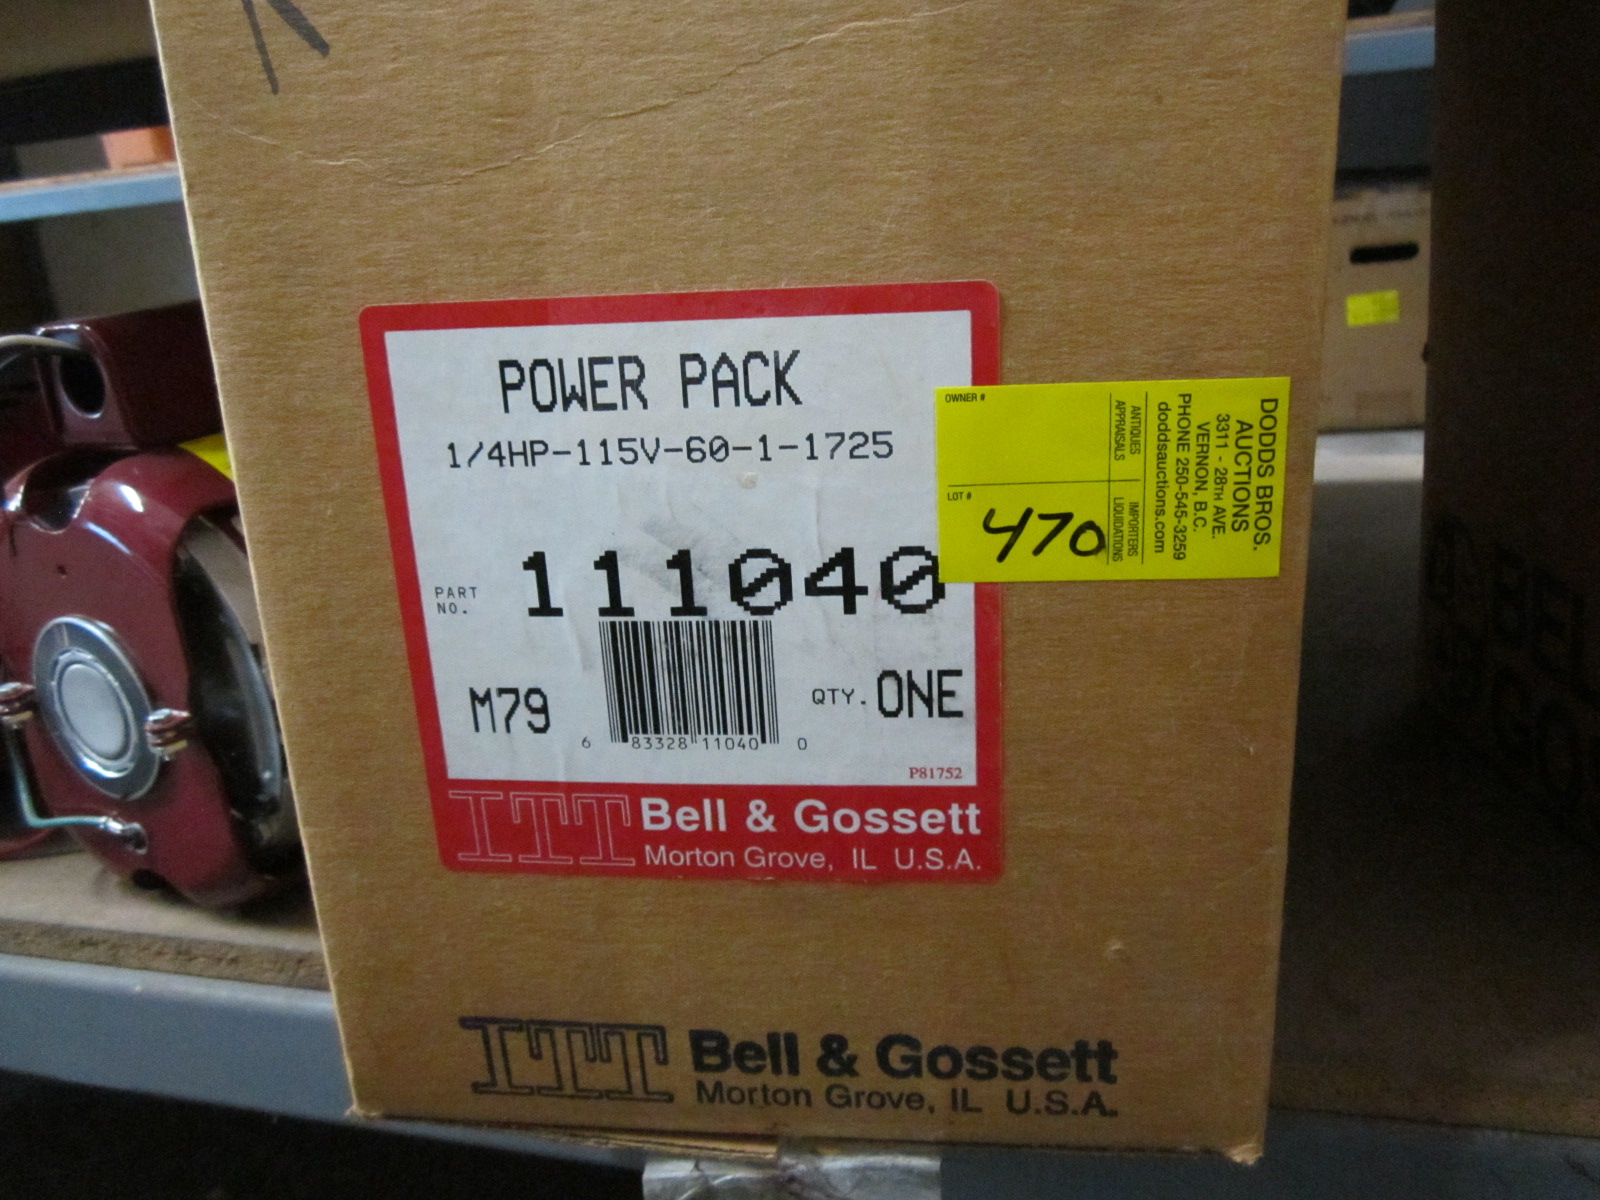 POWER PACK
1/4HP-115V-60-1-1725
PART
NO.
111040
M79
QTY. ONE
6 83328 11040 0
P81752
ITT Bell & Gossett
Morton Grove, IL U.S.A.
OWNER #
LOT #
470
ANTIQUES
APPRAISALS
IMPORTERS
LIQUIDATIONS
DODDS BROS.
AUCTIONS
3311 - 28TH AVE.
VERNON, B.C.
PHONE 250-545-3259
doddsauctions.com
ITT Bell & Gossett
Morton Grove, IL U.S.A.